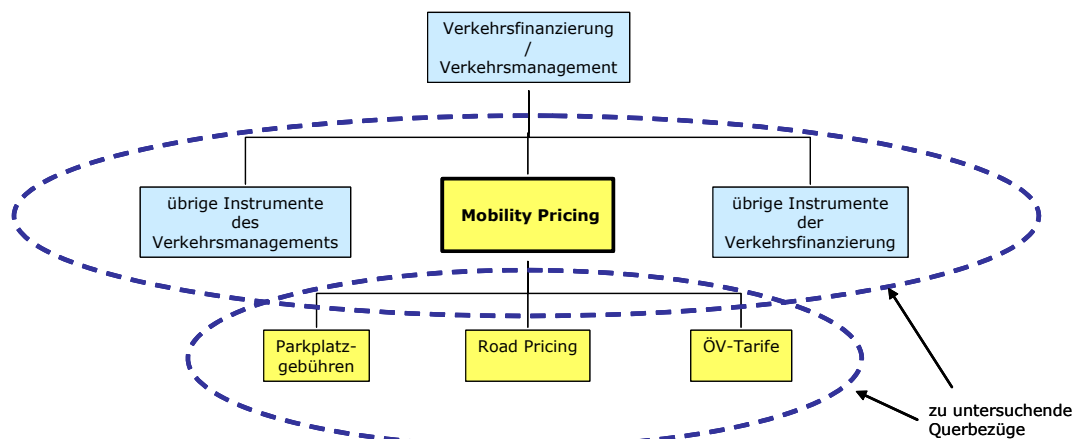 Verkehrsfinanzierung
/
Verkehrsmanagement
übrige Instrumente
des
Verkehrsmanagements
Mobility Pricing
übrige Instrumente
der
Verkehrsfinanzierung
Parkplatz-
gebühren
Road Pricing
ÖV-Tarife
zu untersuchende
Querbezüge